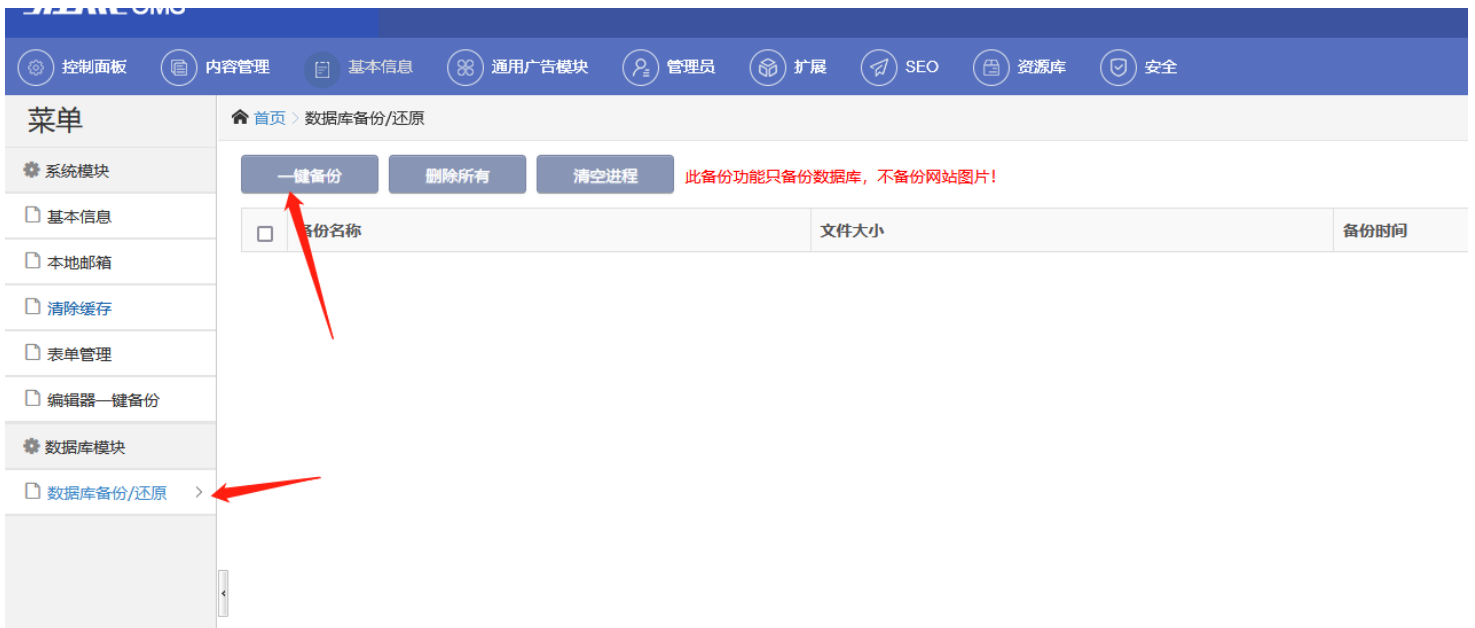 CMS
控制面板 内容管理 基本信息 通用广告模块 管理员 扩展 SEO 资源库 安全
菜单
首页 > 数据库备份/还原
系统模块
一键备份 删除所有 清空进程 此备份功能只备份数据库，不备份网站图片！
基本信息
备份名称 文件大小 备份时间
本地邮箱
清除缓存
表单管理
编辑器一键备份
数据库模块
数据库备份/还原 >